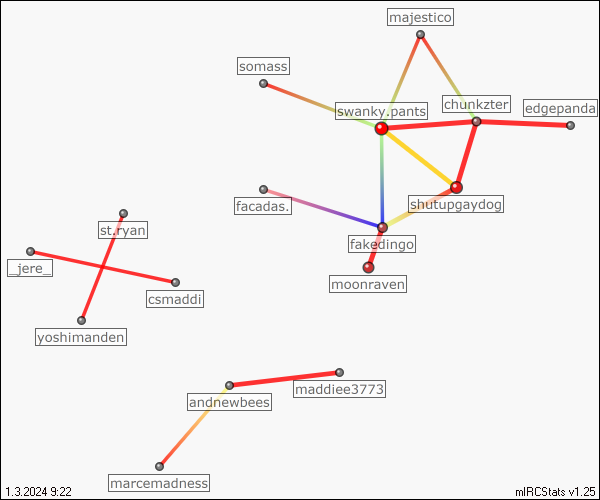 majestico
somass
chunkzter
edgepanda
swanky.pants
facadas.
shutupgaydog
st.ryan
fakedingo
_jere_
moonraven
csmaddi
yoshimanden
maddiee3773
andnewbees
marcemadness
1.3.2024 9:22
mIRCStats v1.25